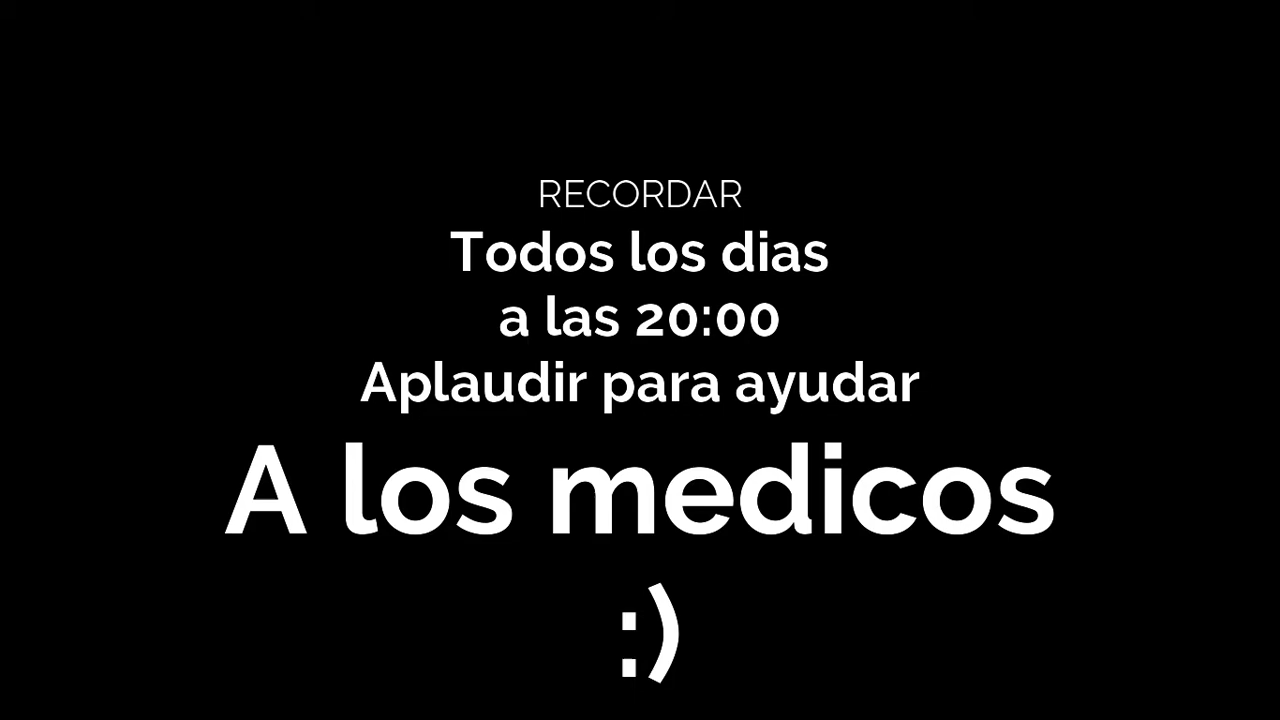 RECORDAR
Todos los dias
a las 20:00
Aplaudir para ayudar
A los medicos
:)